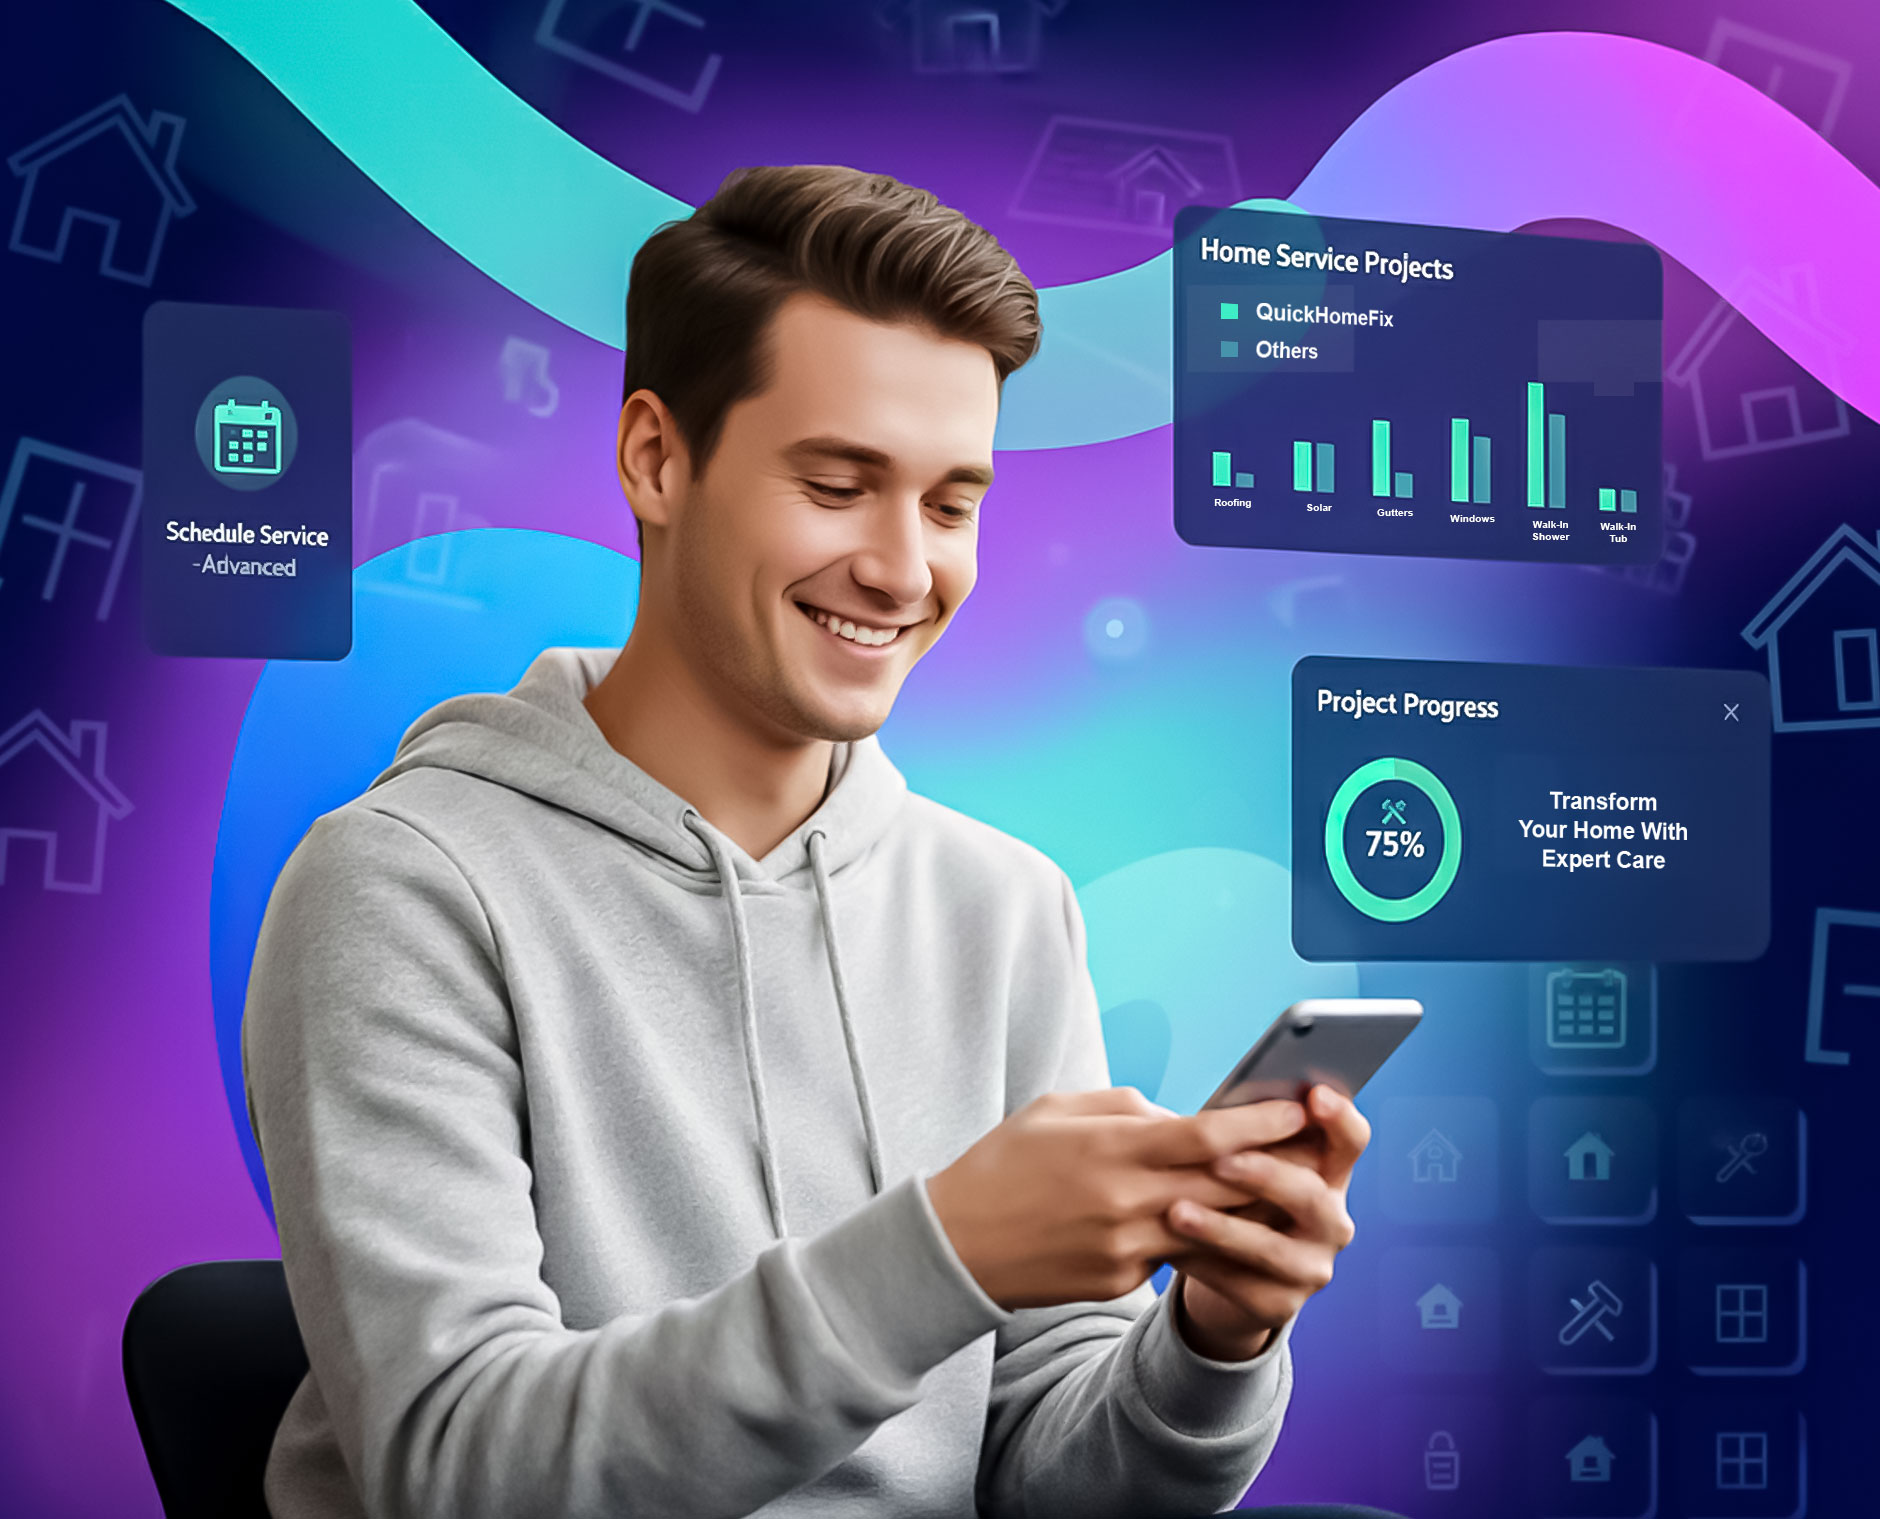 Home Service Projects
QuickHomeFix
Others
Roofing
Solar
Gutters
Windows
Walk-In
Shower
Walk-In
Tub
Schedule Service
-Advanced
Project Progress
X
75%
Transform
Your Home With
Expert Care